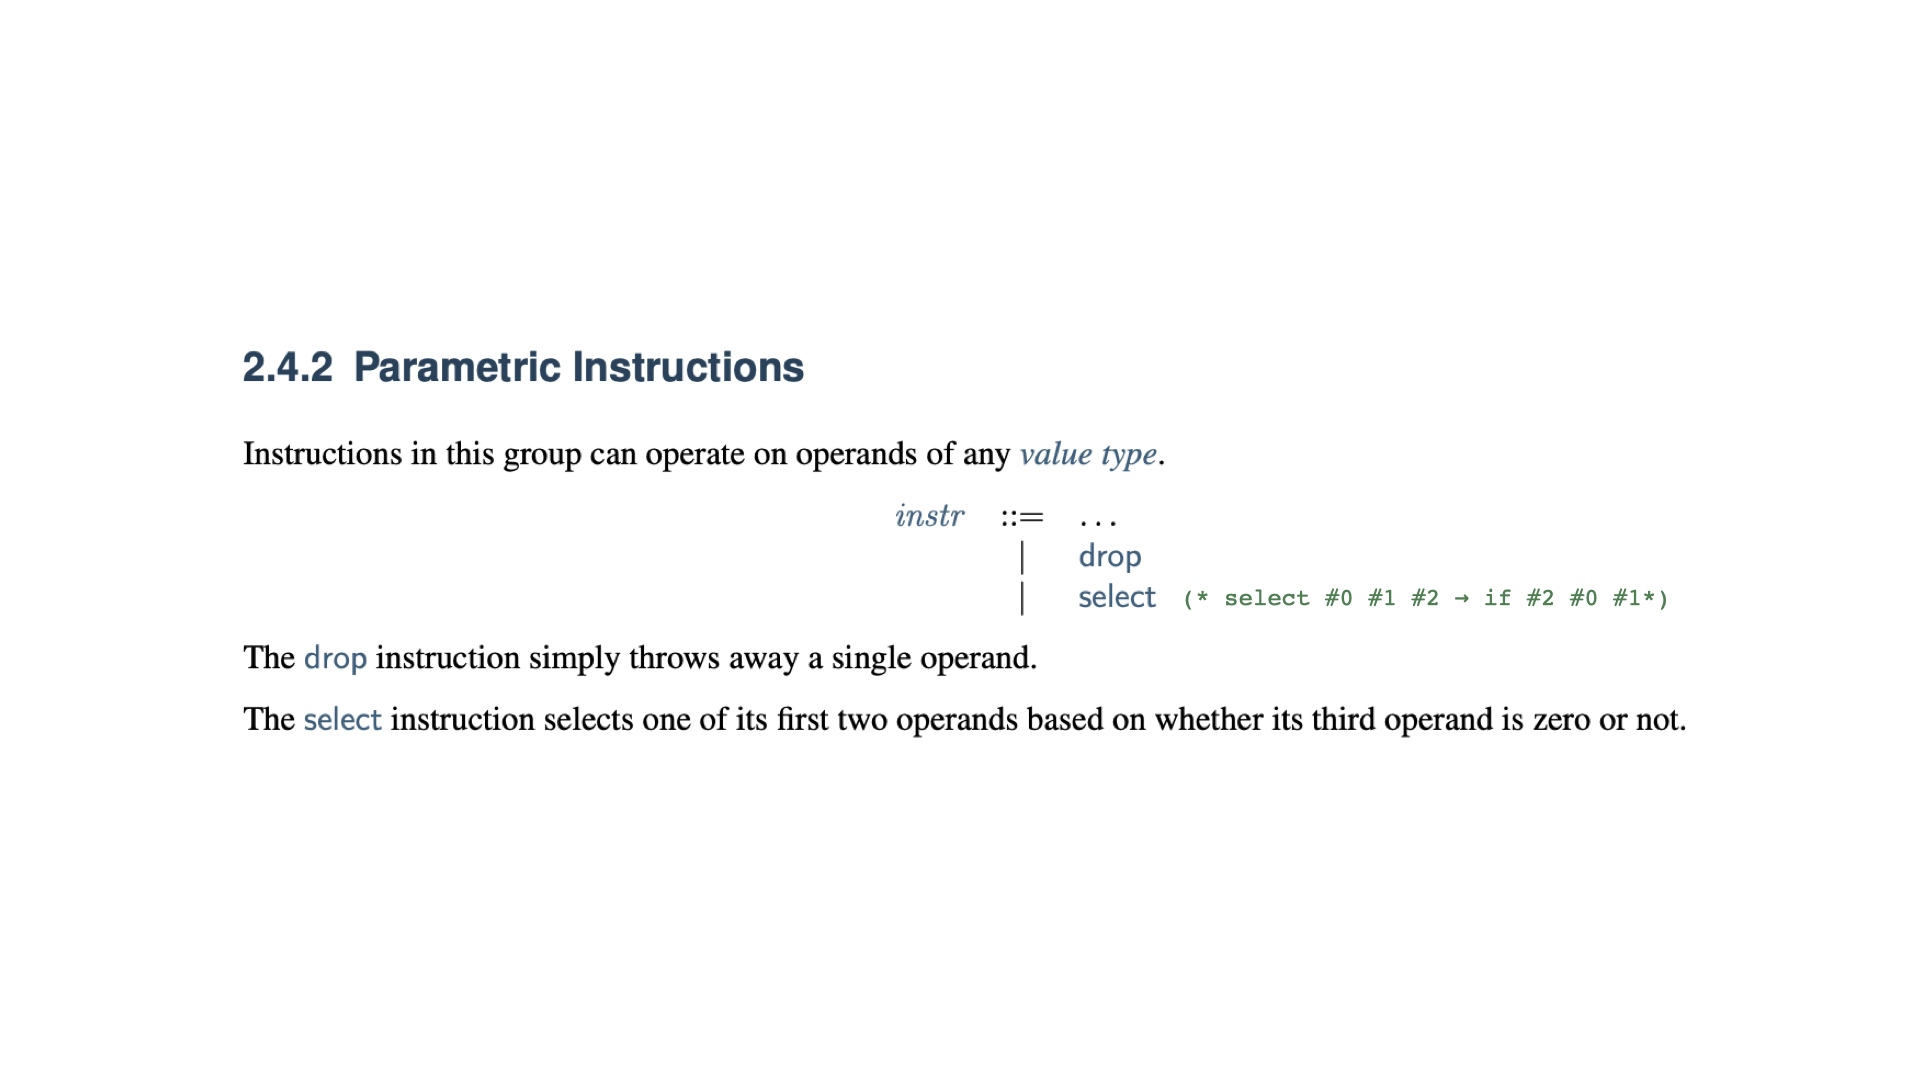 2.4.2 Parametric Instructions
Instructions in this group can operate on operands of any value type.
instr ::= ...
| drop
| select (* select #0 #1 #2 → if #2 #0 #1*)
The drop instruction simply throws away a single operand.
The select instruction selects one of its first two operands based on whether its third operand is zero or not.